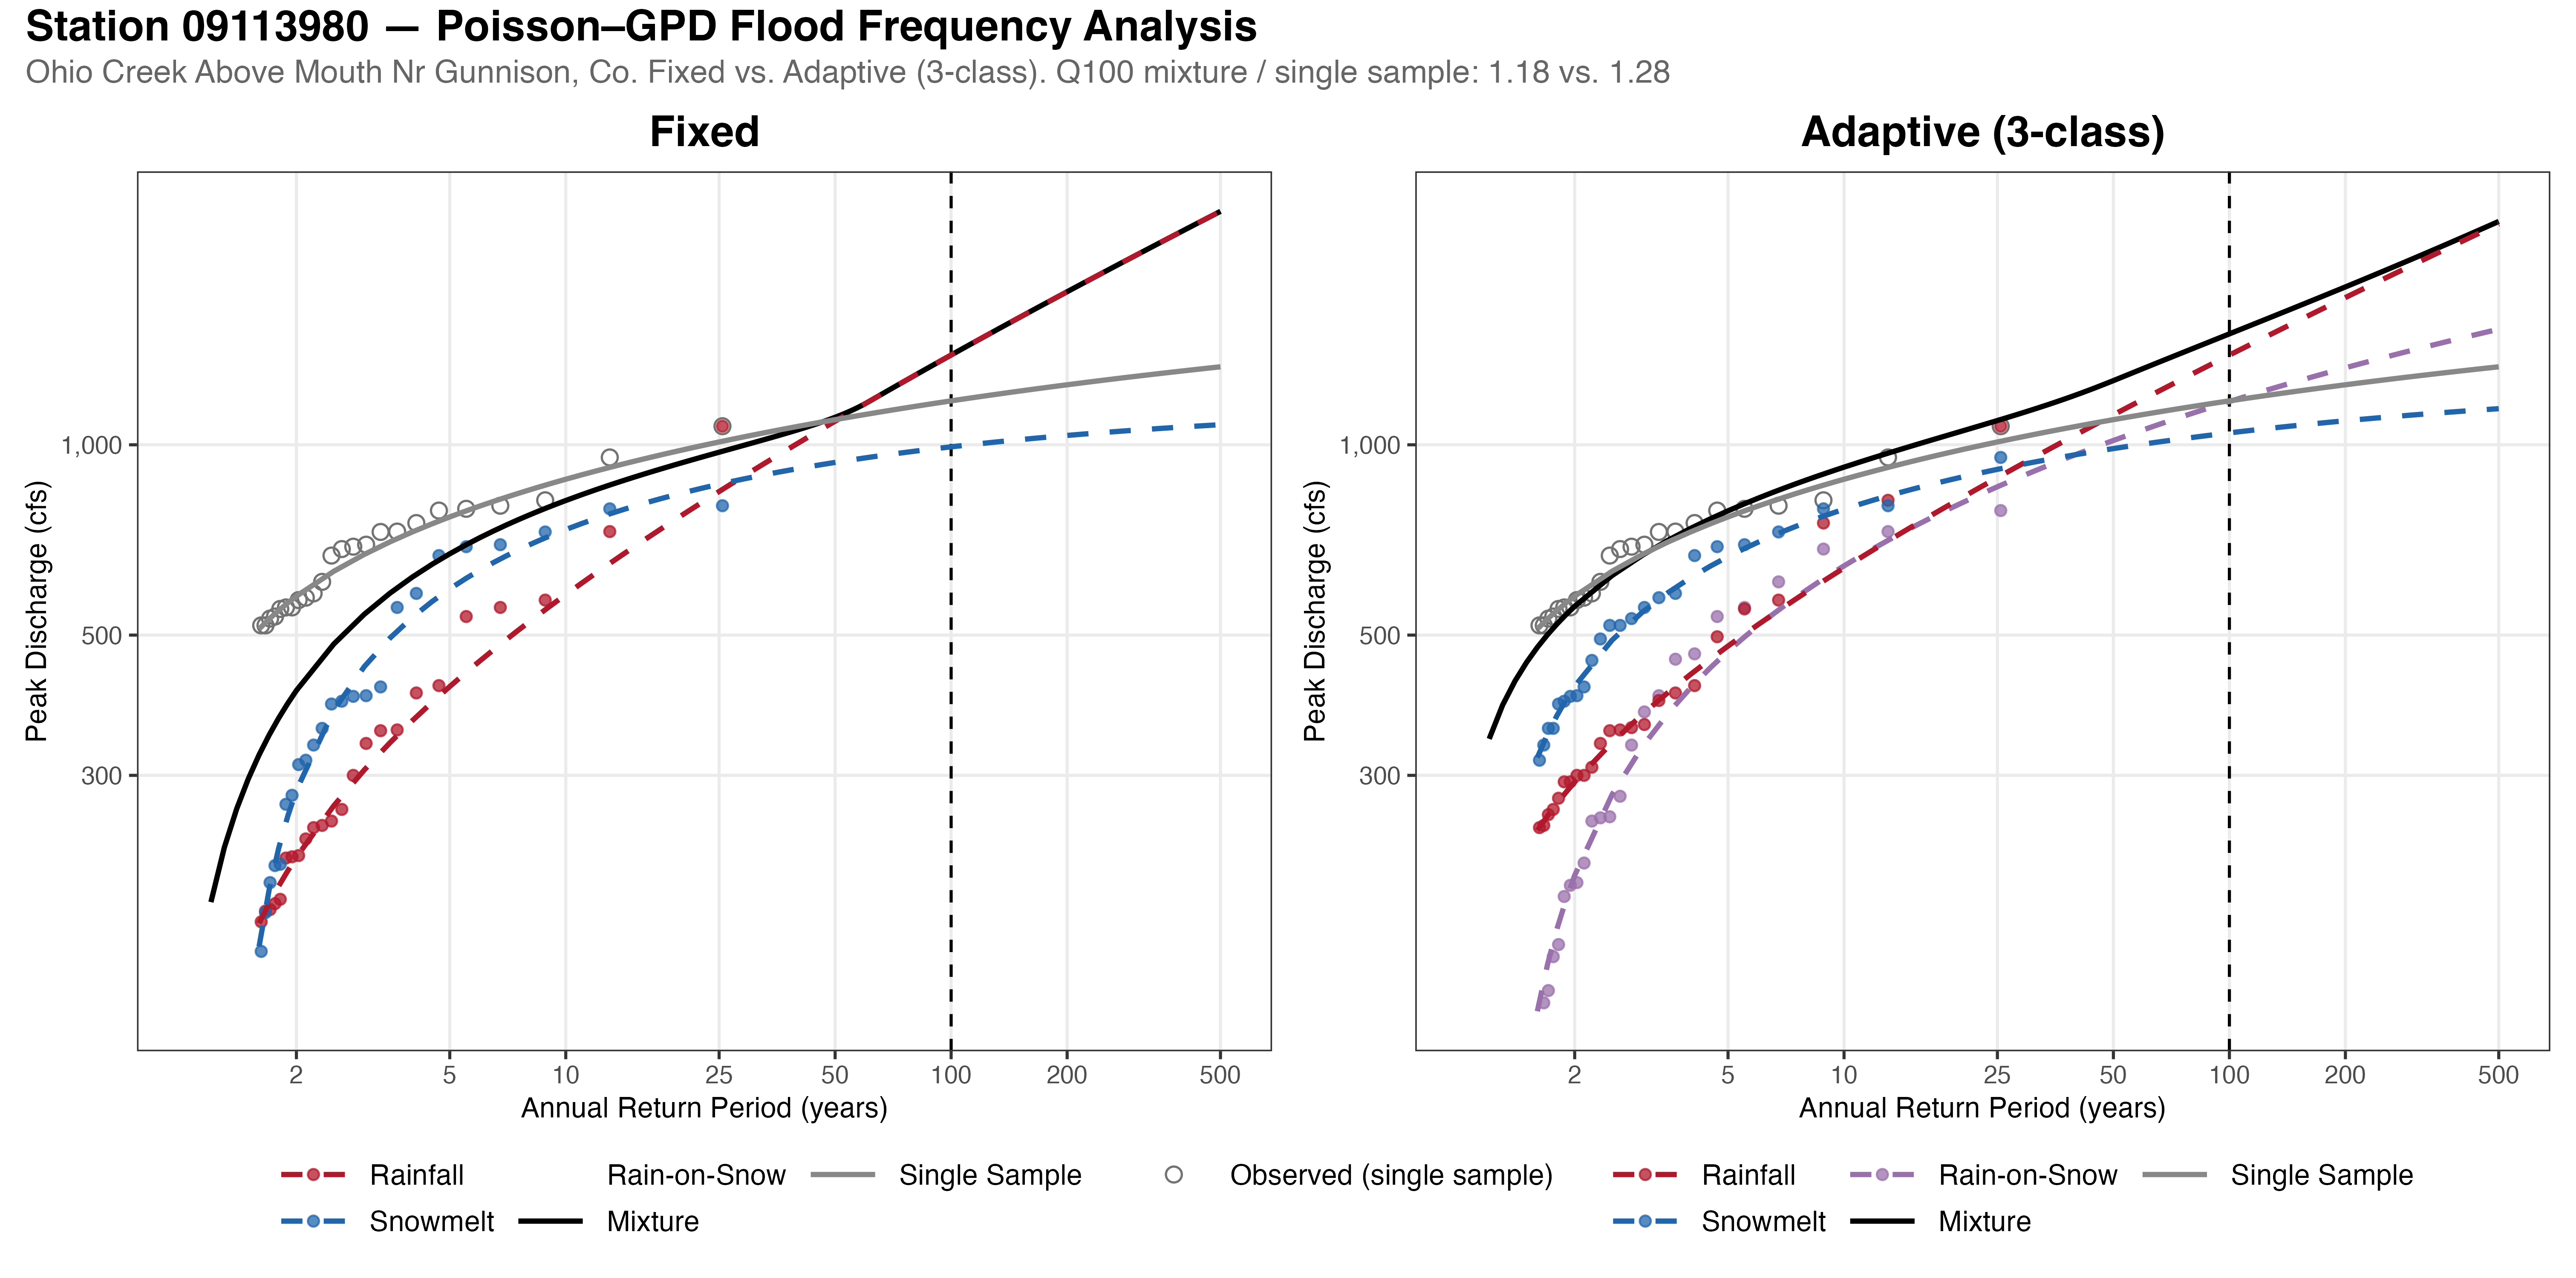 Station 09113980 — Poisson–GPD Flood Frequency Analysis
Ohio Creek Above Mouth Nr Gunnison, Co. Fixed vs. Adaptive (3-class). Q100 mixture / single sample: 1.18 vs. 1.28
Fixed
Peak Discharge (cfs)
1,000
500
300
2 5 10 25 50 100 200 500
Annual Return Period (years)
Adaptive (3-class)
Peak Discharge (cfs)
1,000
500
300
2 5 10 25 50 100 200 500
Annual Return Period (years)
Rainfall Rain-on-Snow Single Sample Observed (single sample) Rainfall Rain-on-Snow Single Sample
Snowmelt Mixture Snowmelt Mixture